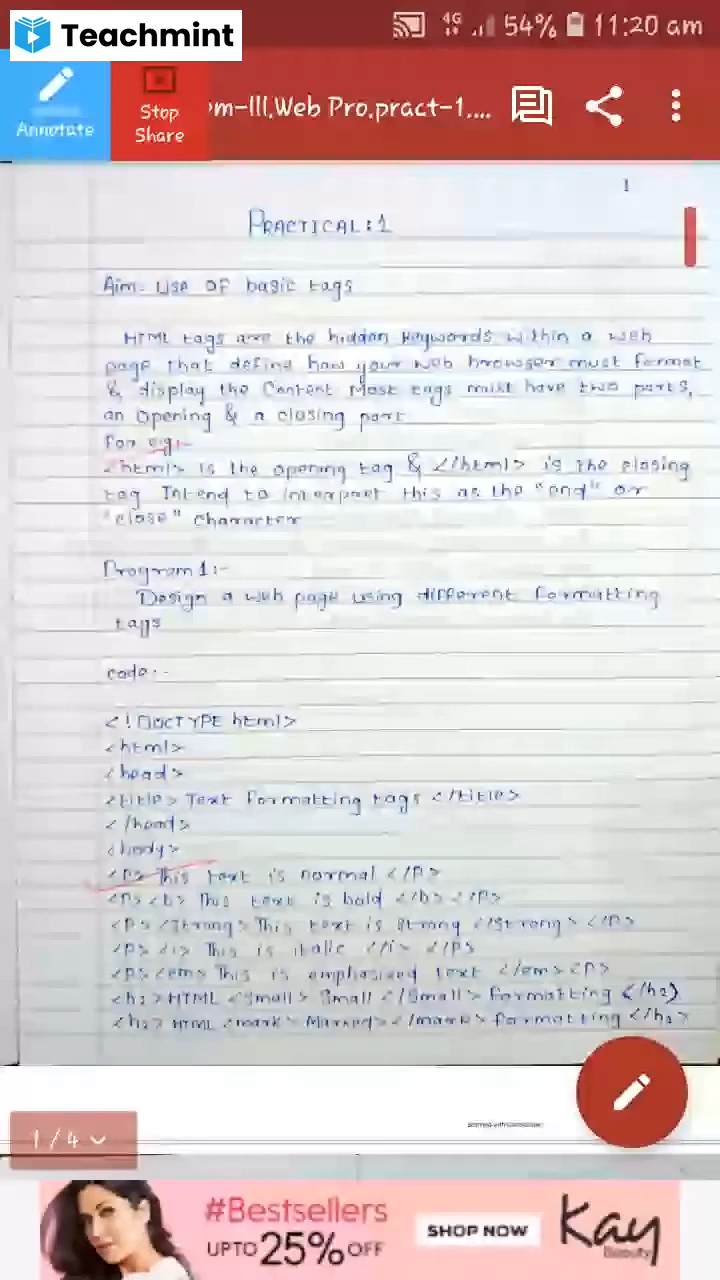 Teachmint
4G 54% 11:20 am
Annotate
Stop
Share
om-III,Web Pro,pract-1....
1
PRACTICAL:1
Aim:- Use OF basic tags
HTML tags are the hidden keywords within a web
page that define how your web browser must format
& display the Content Most tags must have two parts,
an opening & a closing part
For eg:-
<html> is the opening tag & </html> is the closing
tag Intend to interpret this as the "end" or
"close" character
Program1:-
Design a web page using different Formatting
tags
code:-
<!DOCTYPE html>
<html>
<head>
<title> Text Formatting tags </title>
</head>
<body>
<P> This text is normal </P>
<P><b> This text is bold </b></P>
<P></Strong> This text is Strong </Strong> </P>
<P> <i> This is italic </i> </P>
<P><em> This is emphasized text </em><P>
<h2> HTML <Small> Small </Small> Formatting </h2)
<h2> HTML <mark> Marked> </mark> Formatting </h2>
1 / 4
#Bestsellers
UPTO 25% OFF
SHOP NOW
Kay
Beauty